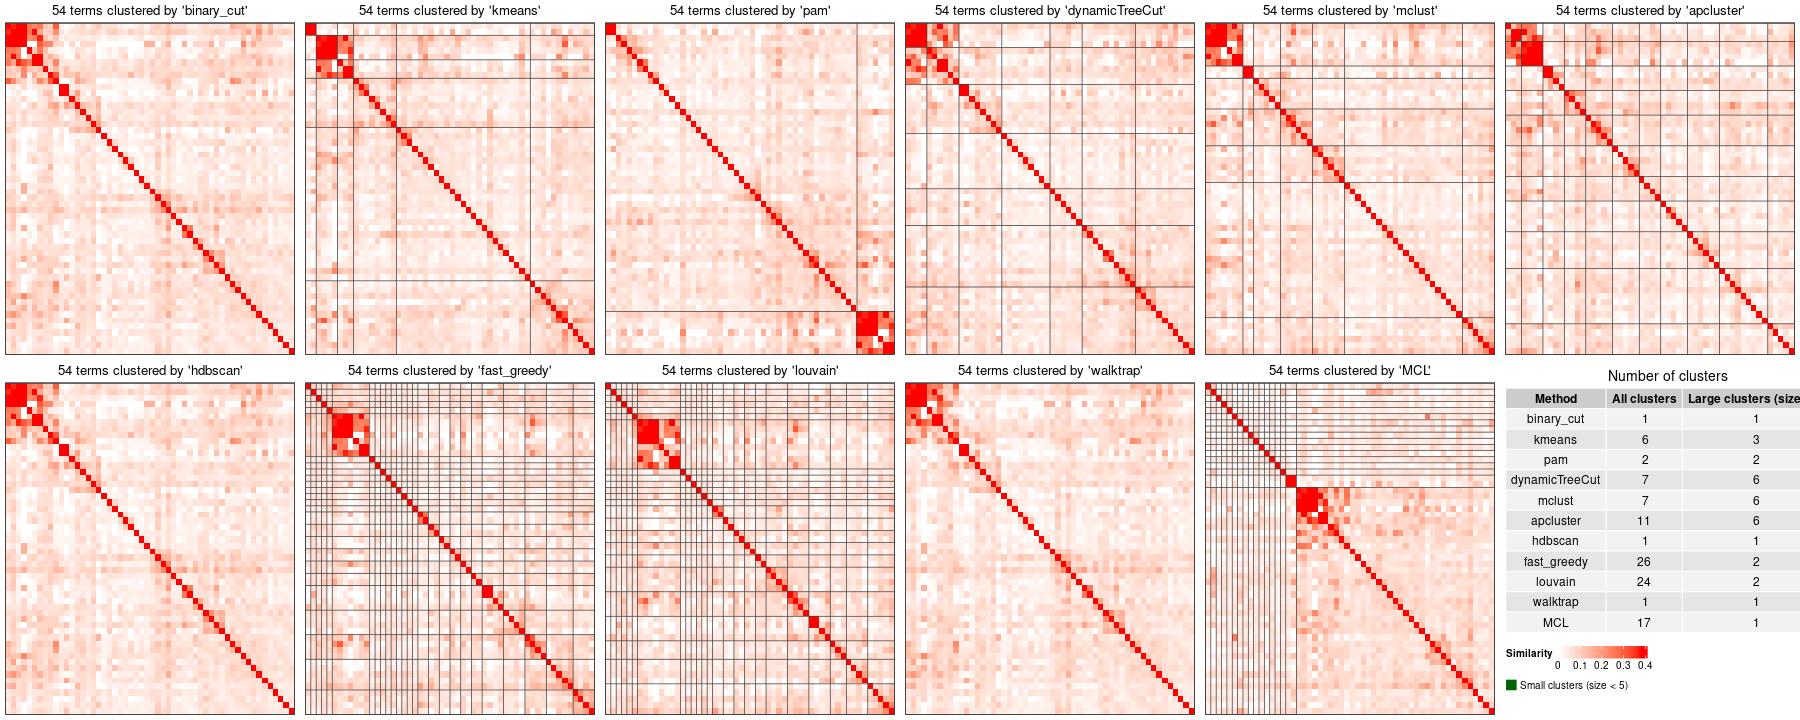 54 terms clustered by 'binary_cut'
54 terms clustered by 'kmeans'
54 terms clustered by 'pam'
54 terms clustered by 'dynamicTreeCut'
54 terms clustered by 'mclust'
54 terms clustered by 'apcluster'
54 terms clustered by 'hdbscan'
54 terms clustered by 'fast_greedy'
54 terms clustered by 'louvain'
54 terms clustered by 'walktrap'
54 terms clustered by 'MCL'
Number of clusters
Method All clusters Large clusters (size
binary_cut 1 1
kmeans 6 3
pam 2 2
dynamicTreeCut 7 6
mclust 7 6
apcluster 11 6
hdbscan 1 1
fast_greedy 26 2
louvain 24 2
walktrap 1 1
MCL 17 1
Similarity
0 0.1 0.2 0.3 0.4
Small clusters (size < 5)